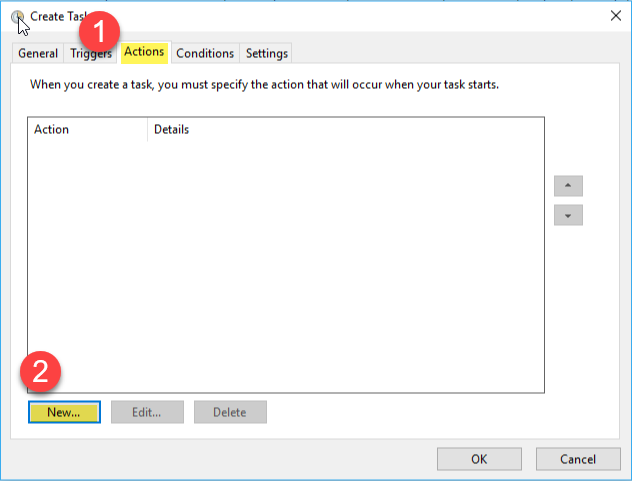 Create Tas
1
General Triggers Actions Conditions Settings
When you create a task, you must specify the action that will occur when your task starts.
Action Details
2
New... Edit... Delete
OK Cancel